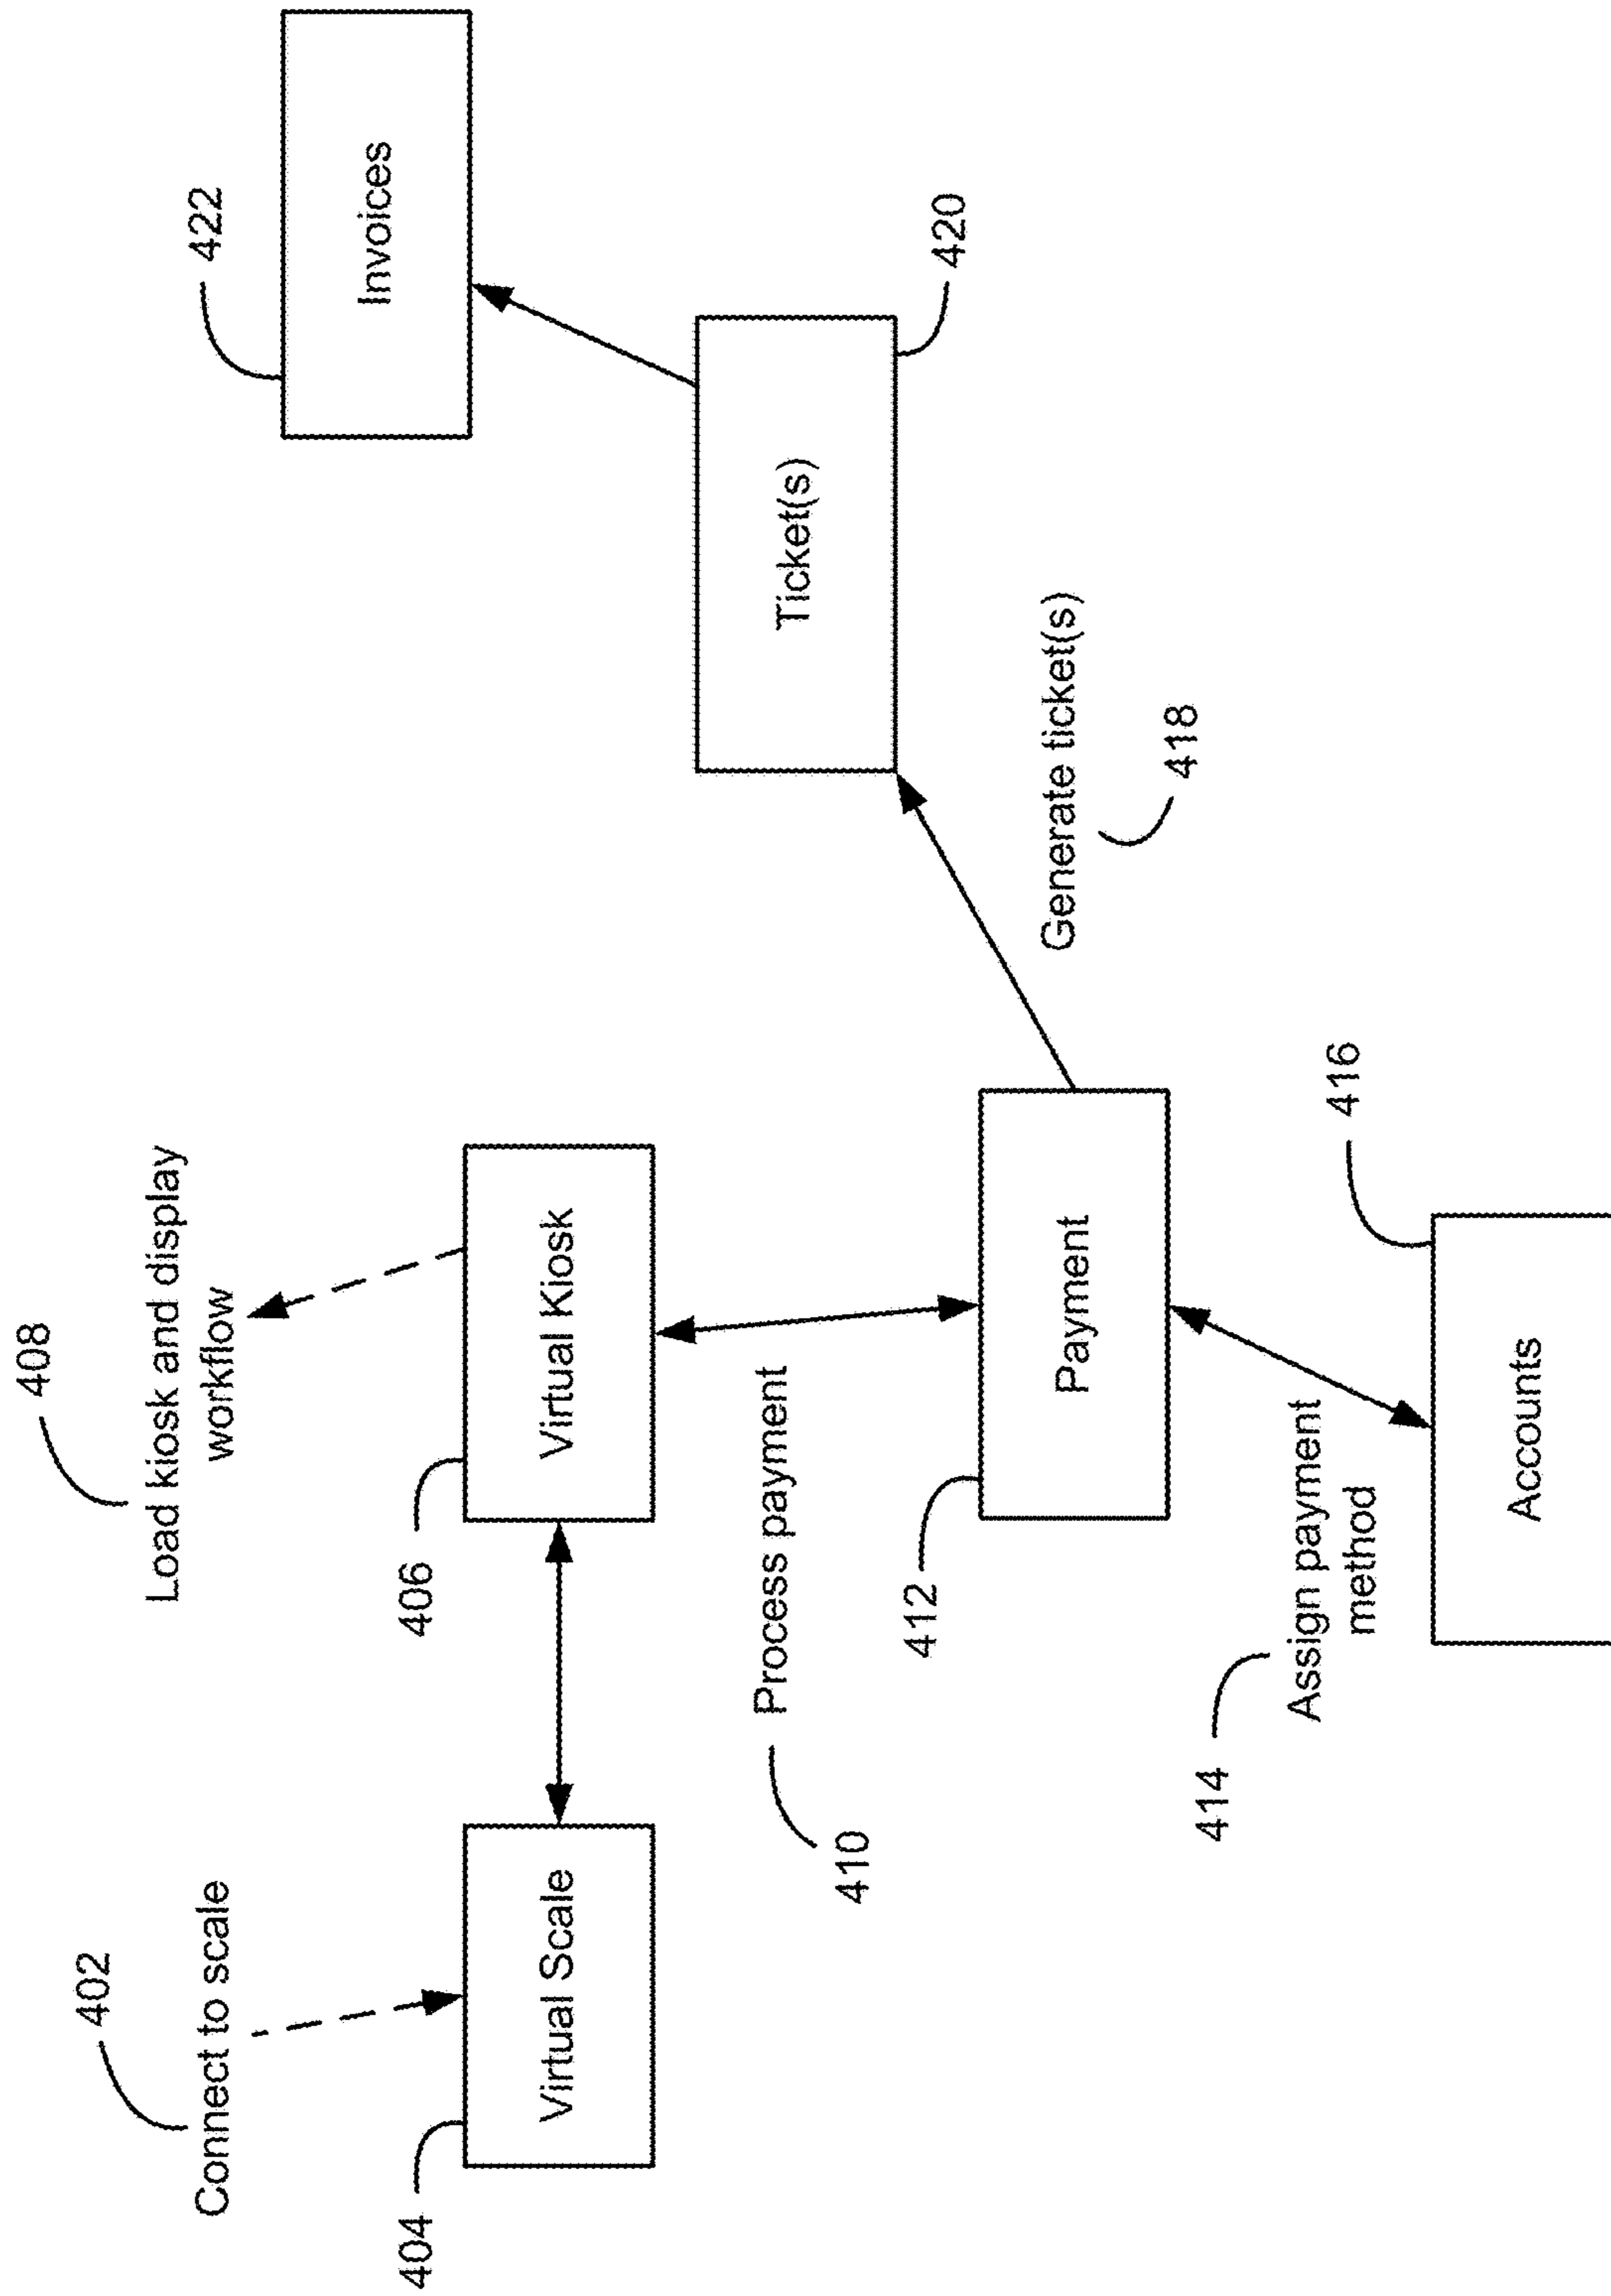 402
Connect to scale
404
Virtual Scale
408
Load kiosk and display
workflow
406
Virtual Kiosk
410
Process payment
412
Payment
414
Assign payment
method
416
Accounts
Generate ticket(s)
418
Ticket(s)
420
422
Invoices